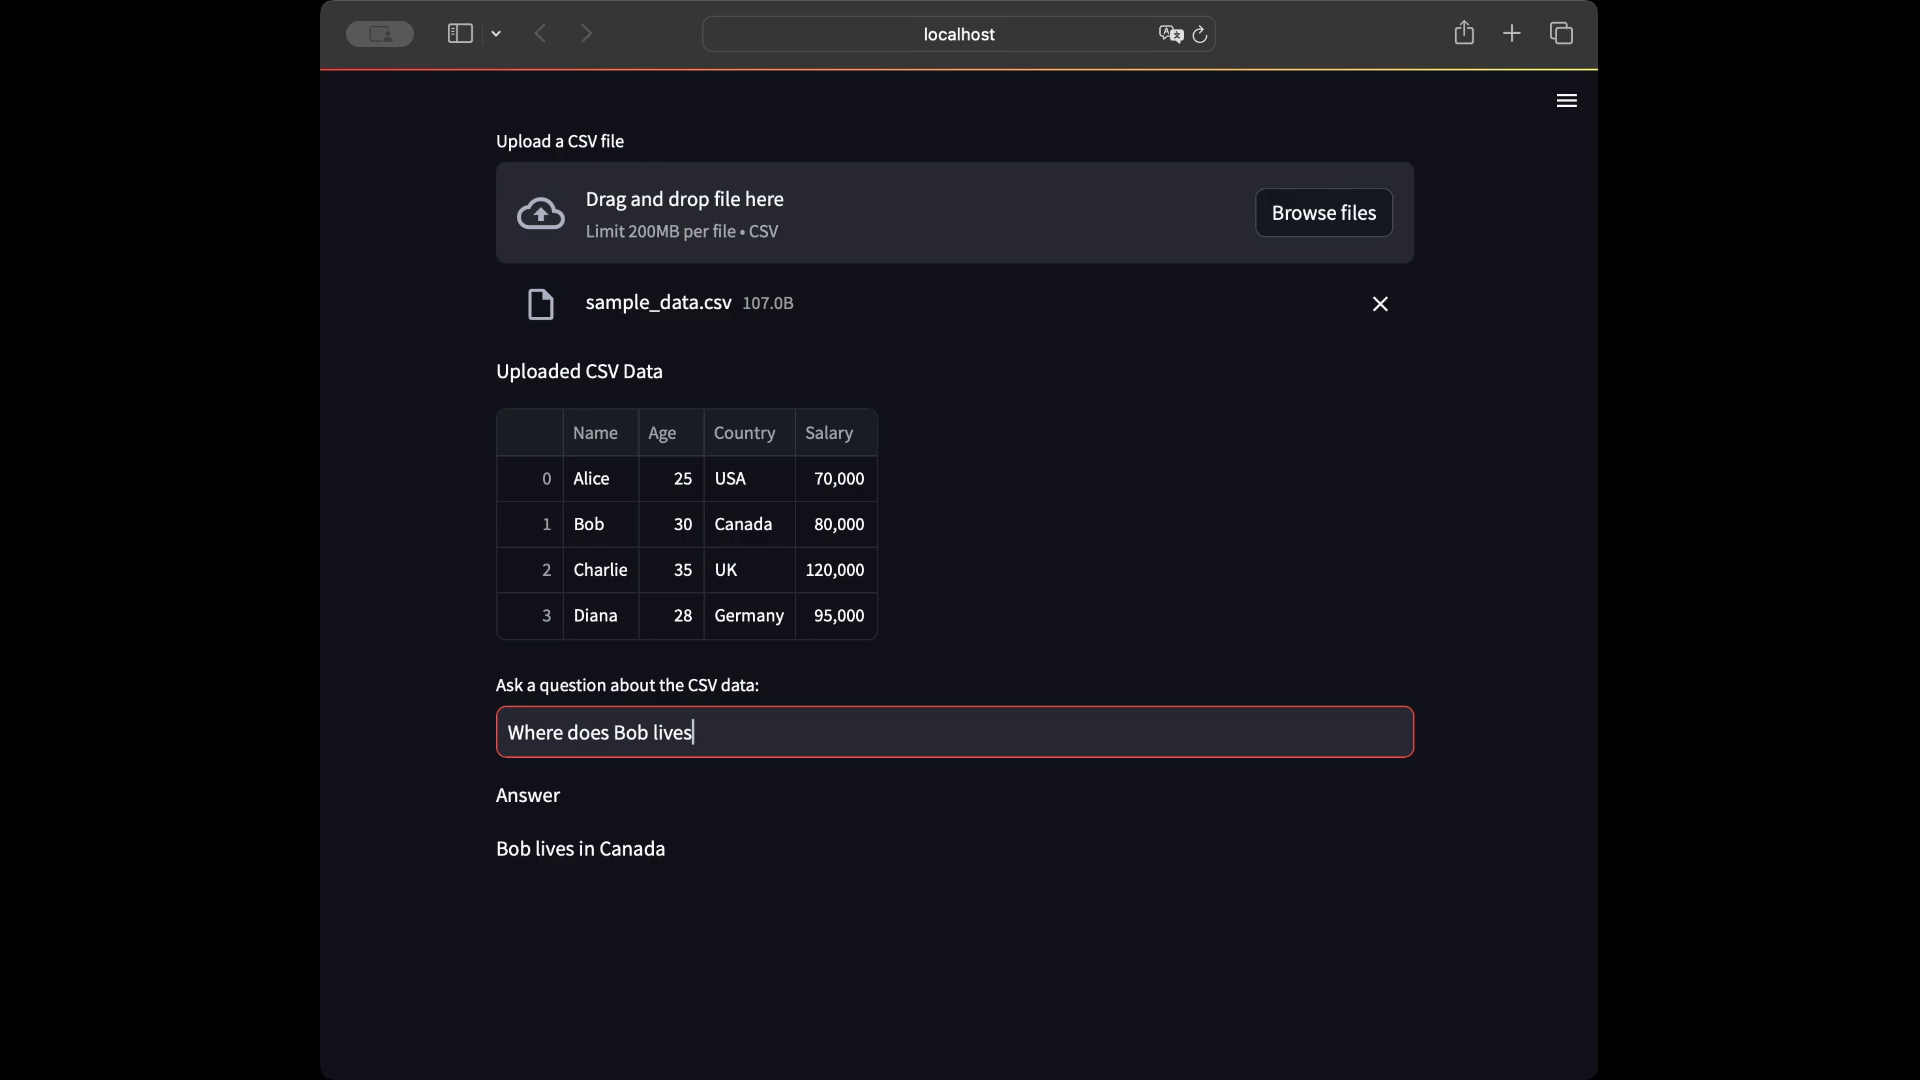 localhost
Upload a CSV file
Drag and drop file here
Limit 200MB per file • CSV
Browse files
sample_data.csv 107.0B
Uploaded CSV Data
Name Age Country Salary
0 Alice 25 USA 70,000
1 Bob 30 Canada 80,000
2 Charlie 35 UK 120,000
3 Diana 28 Germany 95,000
Ask a question about the CSV data:
Where does Bob lives
Answer
Bob lives in Canada